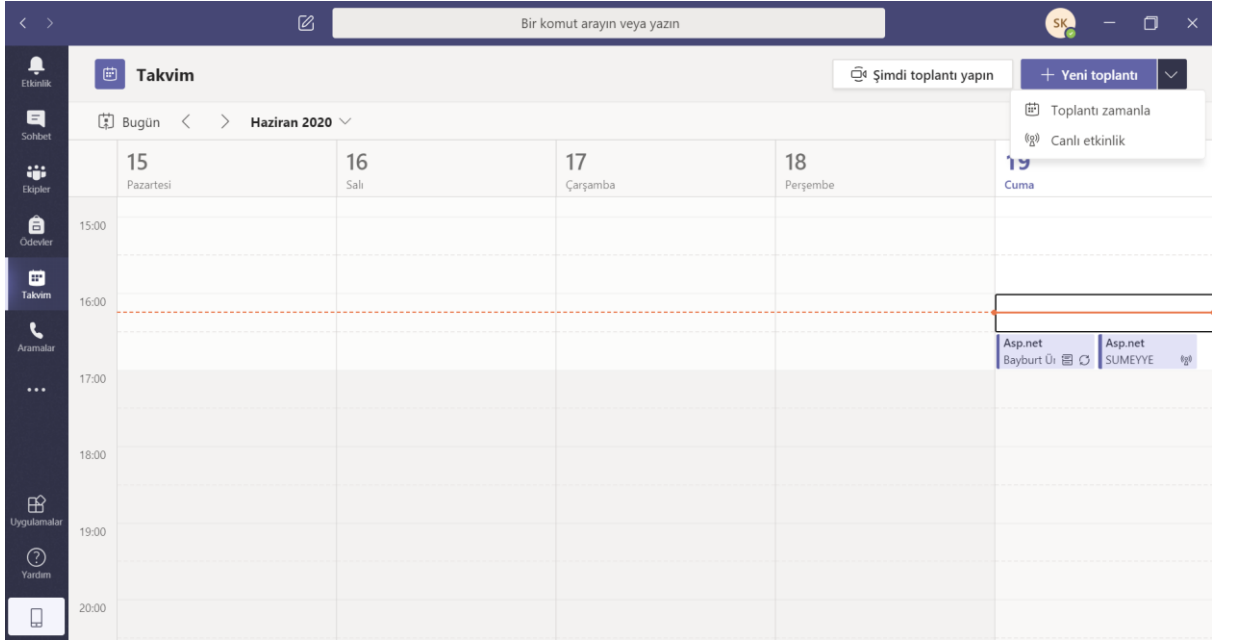 Bir komut arayın veya yazın
SK
Etkinlik
Sohbet
Ekipler
Ödevler
Takvim
Aramalar
Uygulamalar
Yardım
Takvim
Şimdi toplantı yapın
Yeni toplantı
Toplantı zamanla
Canlı etkinlik
Bugün
Haziran 2020
15
Pazartesi
16
Salı
17
Çarşamba
18
Perşembe
19
Cuma
15:00
16:00
Asp.net
Bayburt
Asp.net
SUMEYYE
17:00
18:00
19:00
20:00